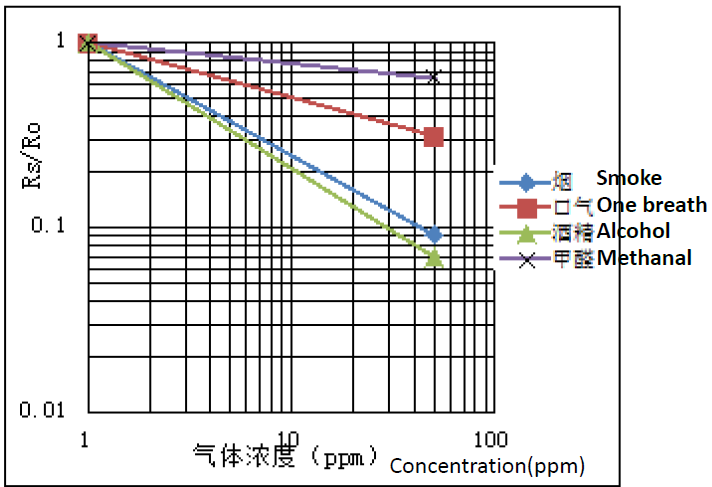 1
Rs/Ro
0.1
0.01
1
10
100
气体浓度（ppm）
Concentration(ppm)
烟 Smoke
口气 One breath
酒精 Alcohol
甲醛 Methanal